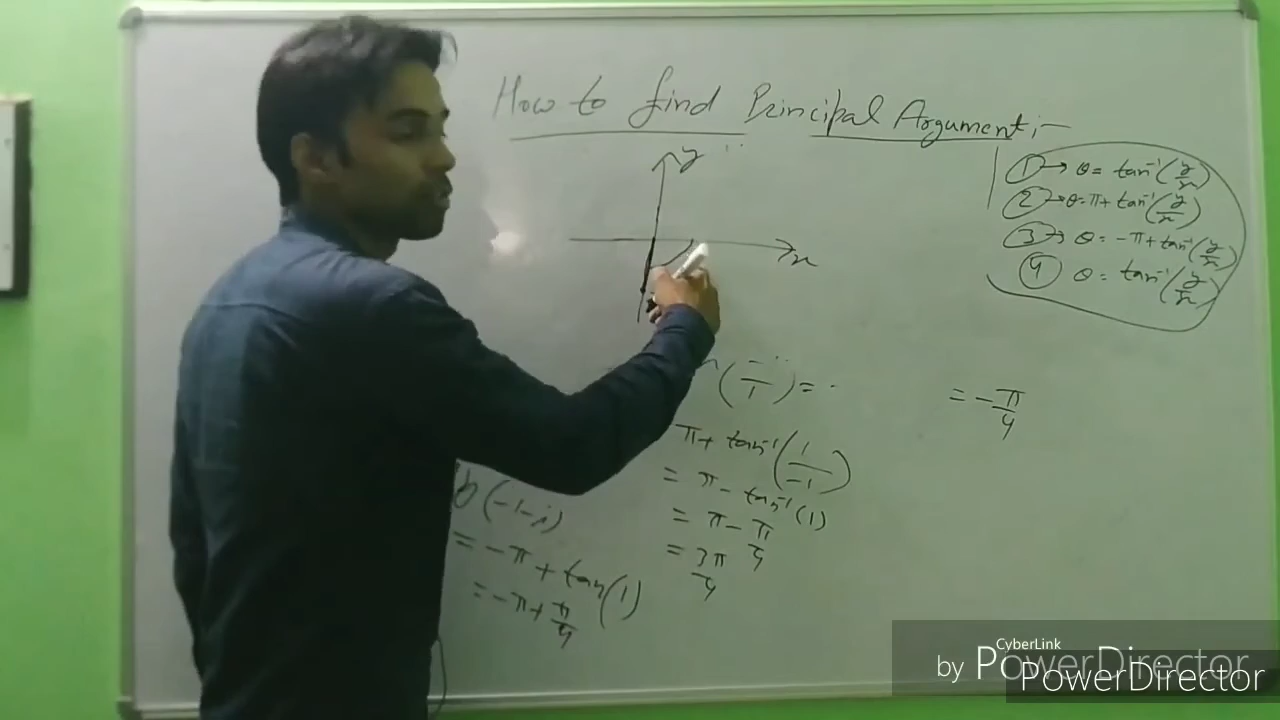 How to find Principal Argument :-
y
x
① → θ = tan⁻¹(y/x)
② → θ = π + tan⁻¹(y/x)
③ → θ = -π + tan⁻¹(y/x)
④ θ = tan⁻¹(y/x)
= -π/4
π + tan⁻¹(1/-1)
= π - tan⁻¹(1)
= π - π/4
= 3π/4
(-1-i)
= -π + tan(1)
= -π + π/4
CyberLink
by PowerDirector
PowerDirector